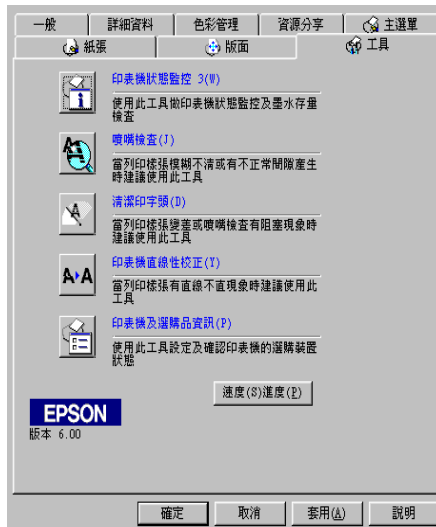 一般 詳細資料 色彩管理 資源分享 主選單
紙張 版面 工具
印表機狀態監控 3(W)
使用此工具做印表機狀態監控及墨水存量
檢查
噴嘴檢查(J)
當列印樣張模糊不清或有不正常間隙產生
時建議使用此工具
清潔印字頭(D)
當列印樣張變差或噴嘴檢查有阻塞現象時
建議使用此工具
A A
印表機直線性校正(Y)
當列印樣張有直線不直現象時建議使用此
工具
印表機及選購品資訊(P)
使用此工具設定及確認印表機的選購裝置
狀態
速度(S)進度(P)
EPSON
版本 6.00
確定 取消 套用(A) 說明